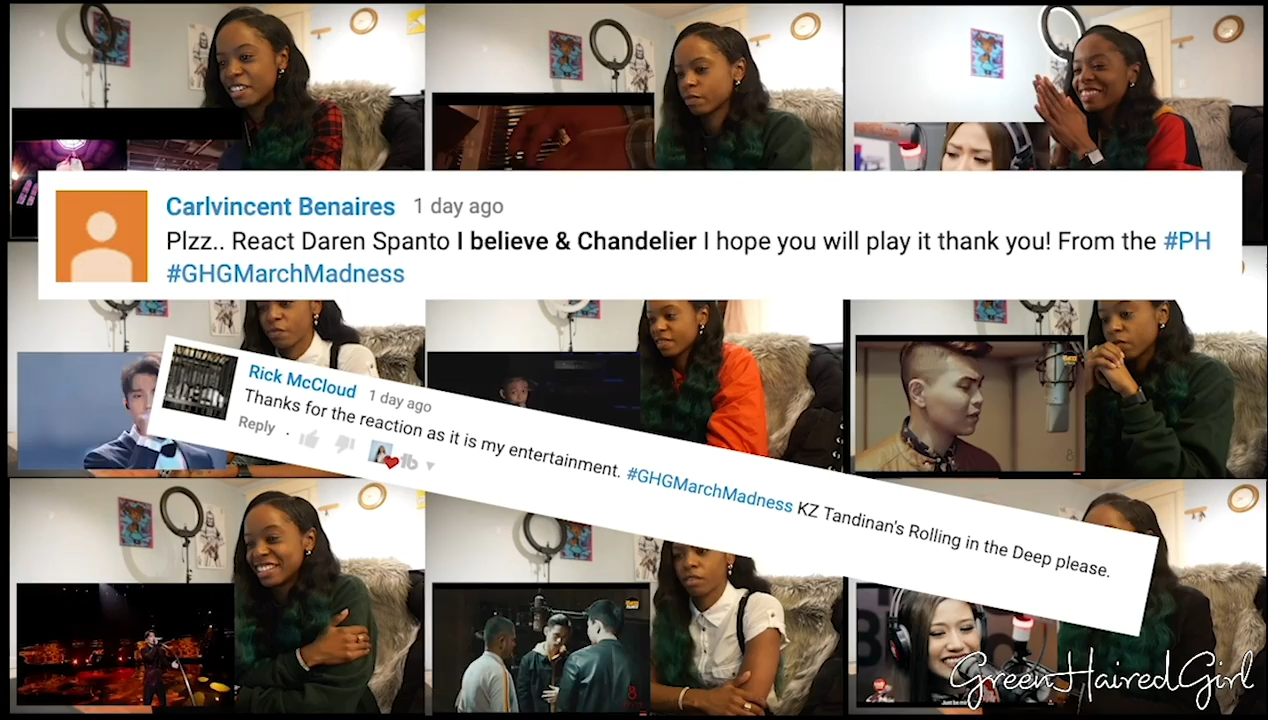 Carlvincent Benaires 1 day ago
Plzz.. React Daren Spanto I believe & Chandelier I hope you will play it thank you! From the #PH
#GHGMarchMadness
Rick McCloud 1 day ago
Thanks for the reaction as it is my entertainment. #GHGMarchMadness KZ Tandinan's Rolling in the Deep please.
Reply
GreenHairedGirl